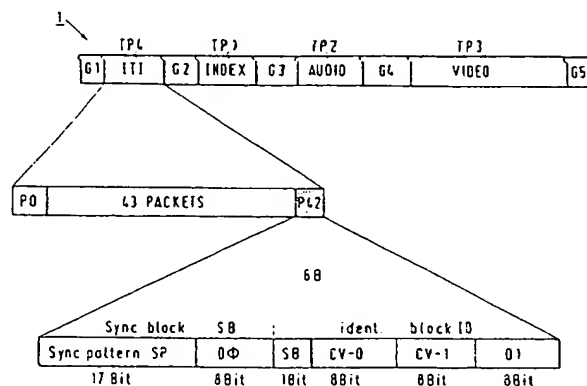 1
TP4 TP1 TP2 TP3
G1 ITI G2 INDEX G3 AUDIO G4 VIDEO G5
P0 43 PACKETS P42
6B
Sync block SB ; ident. block ID
Sync pattern SP 0Φ SB CV-0 CV-1 01
17 Bit 8Bit 1Bit 8Bit 8Bit 8Bit